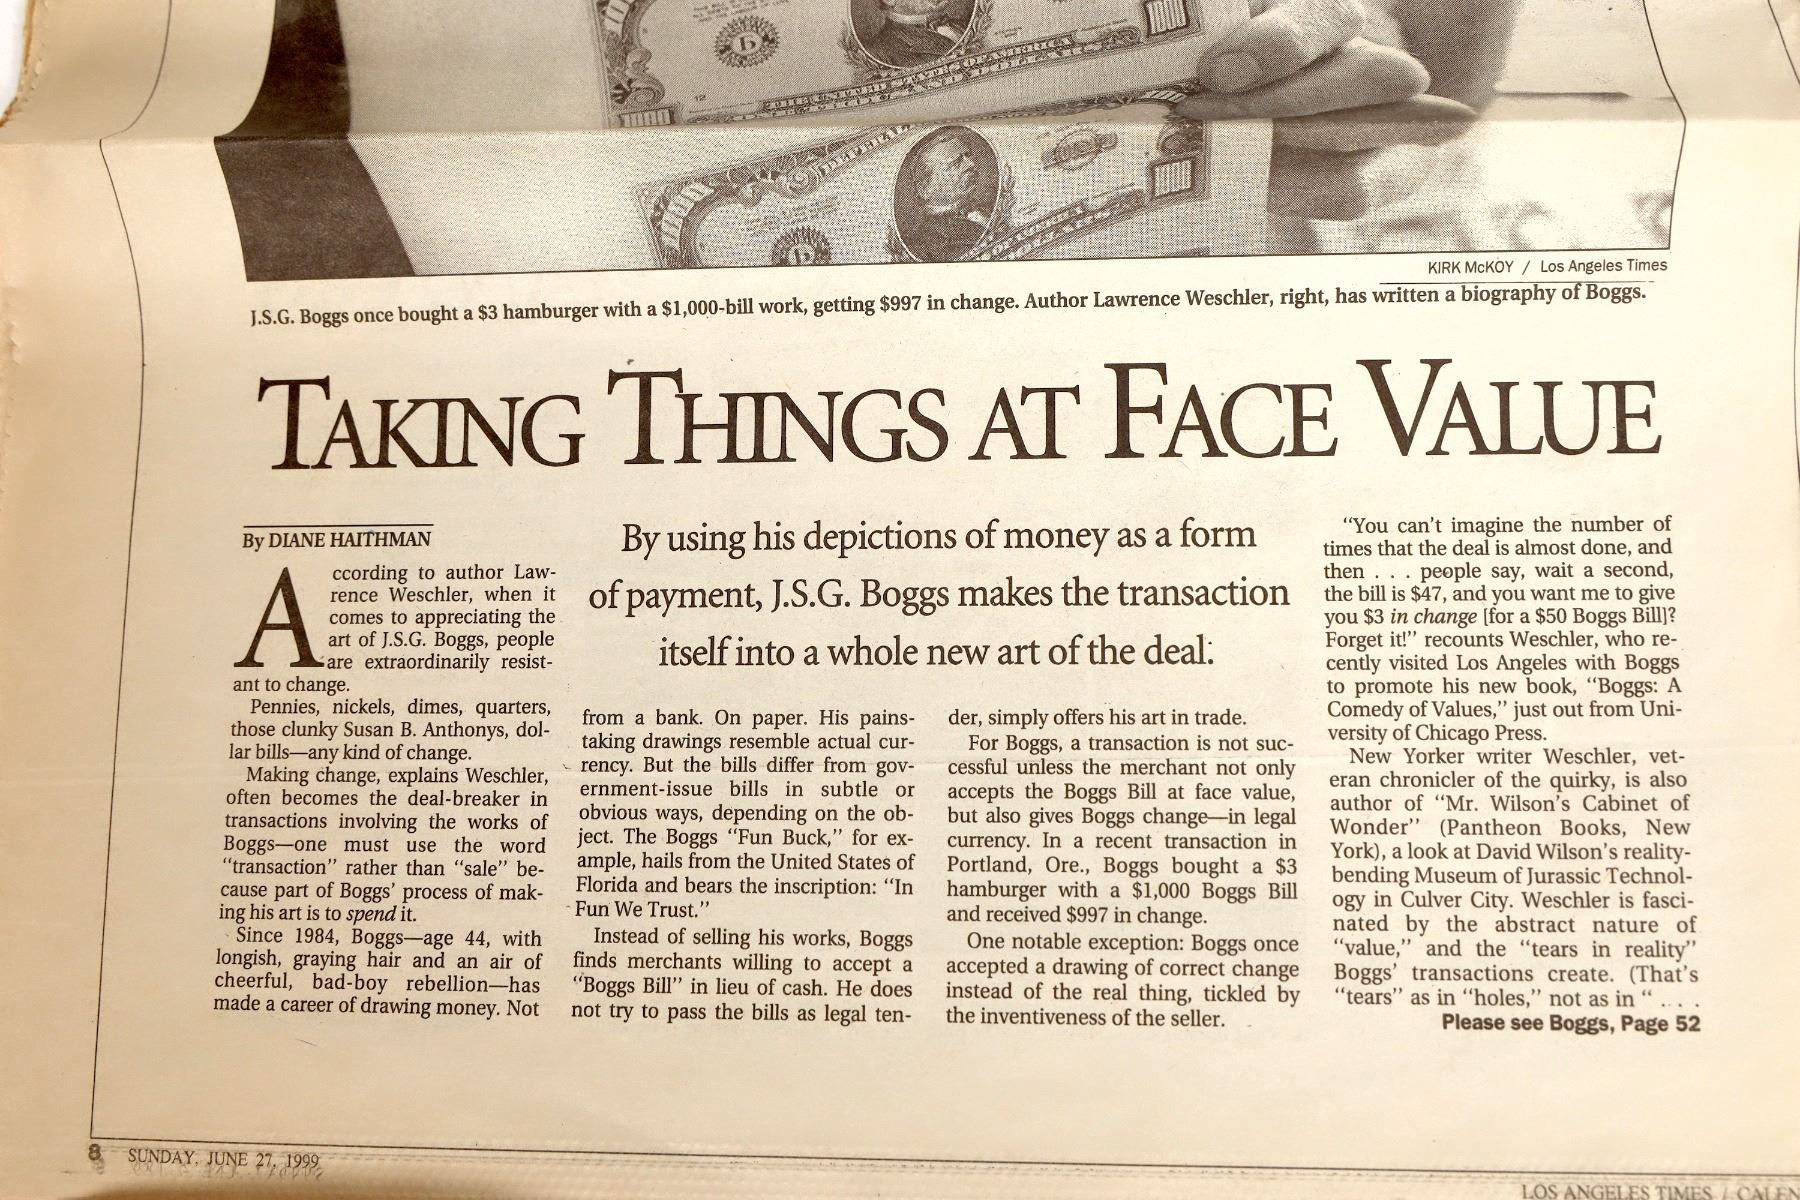 12
FEDERAL
KIRK McKOY / Los Angeles Times
J.S.G. Boggs once bought a $3 hamburger with a $1,000-bill work, getting $997 in change. Author Lawrence Weschler, right, has written a biography of Boggs.
TAKING THINGS AT FACE VALUE
By DIANE HAITHMAN
According to author Law-
rence Weschler, when it
comes to appreciating the
art of J.S.G. Boggs, people
are extraordinarily resist-
ant to change.
Pennies, nickels, dimes, quarters,
those clunky Susan B. Anthonys, dol-
lar bills—any kind of change.
Making change, explains Weschler,
often becomes the deal-breaker in
transactions involving the works of
Boggs—one must use the word
“transaction” rather than “sale” be-
cause part of Boggs’ process of mak-
ing his art is to spend it.
Since 1984, Boggs—age 44, with
longish, graying hair and an air of
cheerful, bad-boy rebellion—has
made a career of drawing money. Not
By using his depictions of money as a form
of payment, J.S.G. Boggs makes the transaction
itself into a whole new art of the deal.
from a bank. On paper. His pains-
taking drawings resemble actual cur-
rency. But the bills differ from gov-
ernment-issue bills in subtle or
obvious ways, depending on the ob-
ject. The Boggs “Fun Buck,” for ex-
ample, hails from the United States of
Florida and bears the inscription: “In
Fun We Trust.”
Instead of selling his works, Boggs
finds merchants willing to accept a
“Boggs Bill” in lieu of cash. He does
not try to pass the bills as legal ten-
der, simply offers his art in trade.
For Boggs, a transaction is not suc-
cessful unless the merchant not only
accepts the Boggs Bill at face value,
but also gives Boggs change—in legal
currency. In a recent transaction in
Portland, Ore., Boggs bought a $3
hamburger with a $1,000 Boggs Bill
and received $997 in change.
One notable exception: Boggs once
accepted a drawing of correct change
instead of the real thing, tickled by
the inventiveness of the seller.
“You can’t imagine the number of
times that the deal is almost done, and
then . . . people say, wait a second,
the bill is $47, and you want me to give
you $3 in change [for a $50 Boggs Bill]?
Forget it!” recounts Weschler, who re-
cently visited Los Angeles with Boggs
to promote his new book, “Boggs: A
Comedy of Values,” just out from Uni-
versity of Chicago Press.
New Yorker writer Weschler, vet-
eran chronicler of the quirky, is also
author of “Mr. Wilson’s Cabinet of
Wonder” (Pantheon Books, New
York), a look at David Wilson’s reality-
bending Museum of Jurassic Technol-
ogy in Culver City. Weschler is fasci-
nated by the abstract nature of
“value,” and the “tears in reality”
Boggs’ transactions create. (That’s
“tears” as in “holes,” not as in “ . . .
Please see Boggs, Page 52
8 SUNDAY, JUNE 27, 1999
LOS ANGELES TIMES / CALEN